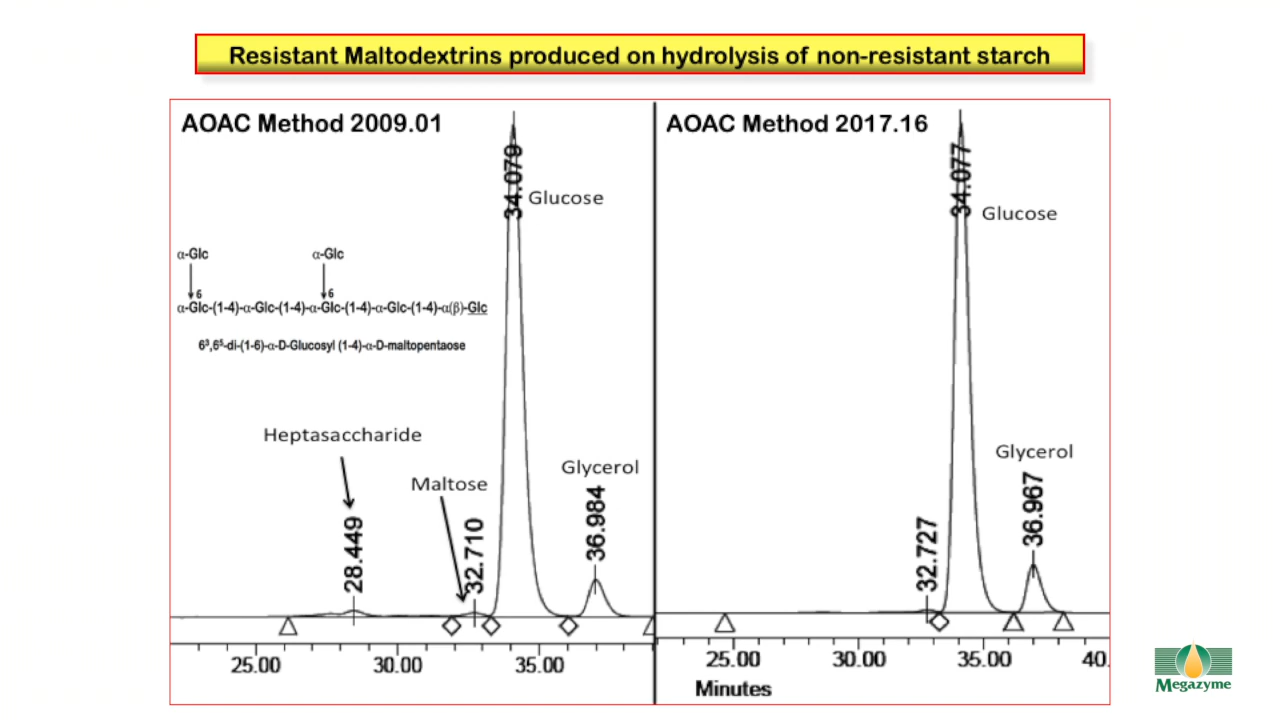 Resistant Maltodextrins produced on hydrolysis of non-resistant starch
AOAC Method 2009.01
34.079
Glucose
α-Glc α-Glc
6 6
α-Glc-(1-4)-α-Glc-(1-4)-α-Glc-(1-4)-α-Glc-(1-4)-α(β)-Glc
6³,6⁵-di-(1-6)-α-D-Glucosyl (1-4)-α-D-maltopentaose
Heptasaccharide
28.449
Maltose
32.710
Glycerol
36.984
25.00 30.00 35.00
AOAC Method 2017.16
34.077
Glucose
Glycerol
36.967
32.727
25.00 30.00 35.00 40.
Minutes
Megazyme